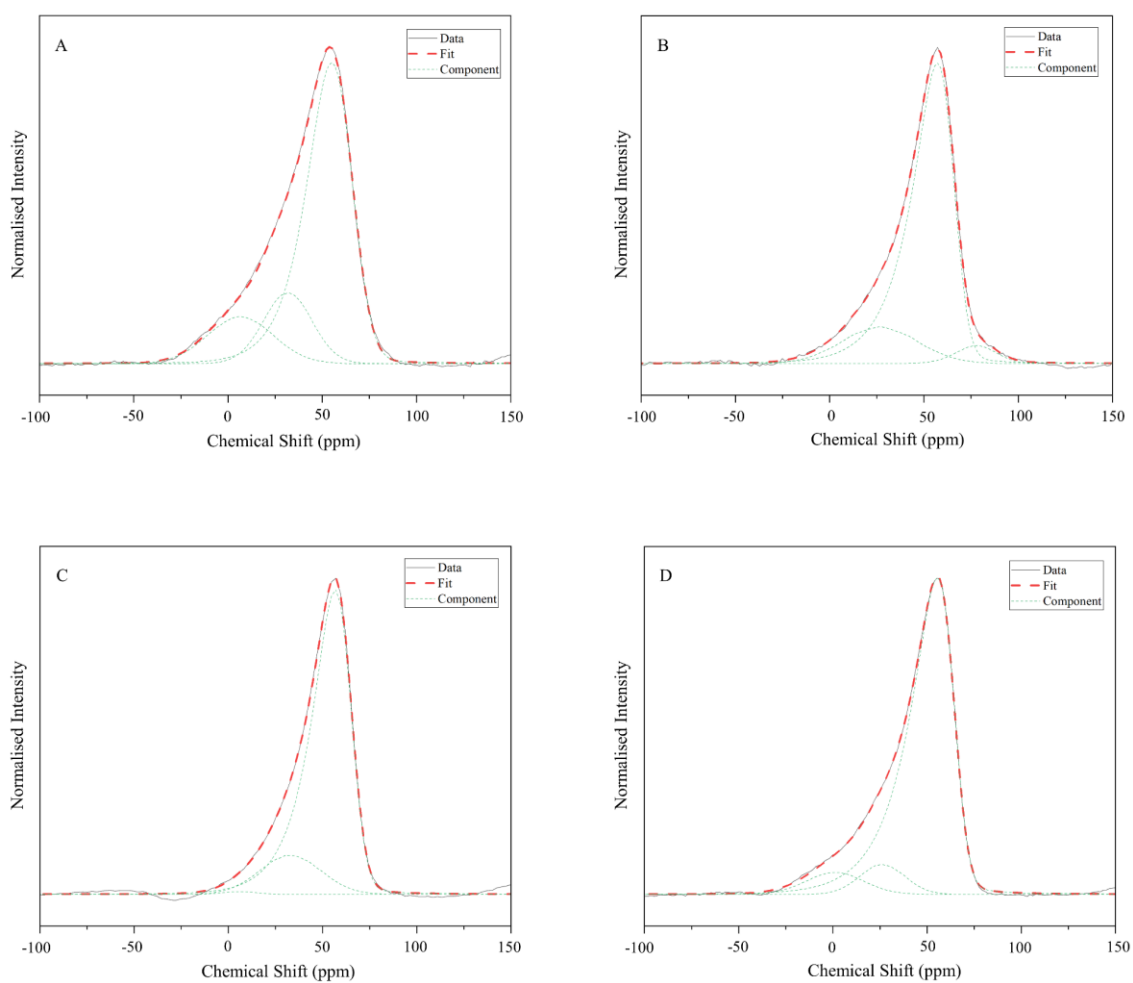 A
Data
Fit
Component
Normalised Intensity
-100
-50
0
50
100
150
Chemical Shift (ppm)
B
Data
Fit
Component
Normalised Intensity
-100
-50
0
50
100
150
Chemical Shift (ppm)
C
Data
Fit
Component
Normalised Intensity
-100
-50
0
50
100
150
Chemical Shift (ppm)
D
Data
Fit
Component
Normalised Intensity
-100
-50
0
50
100
150
Chemical Shift (ppm)